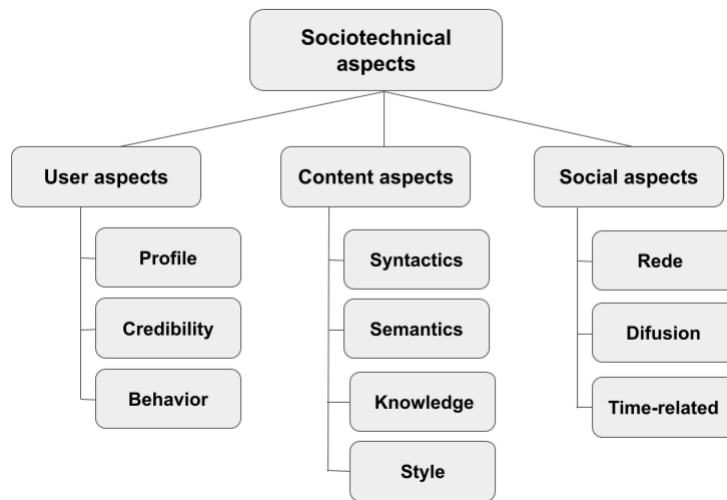 Sociotechnical
aspects
User aspects
Content aspects
Social aspects
Profile
Credibility
Behavior
Syntactics
Semantics
Knowledge
Style
Rede
Difusion
Time-related